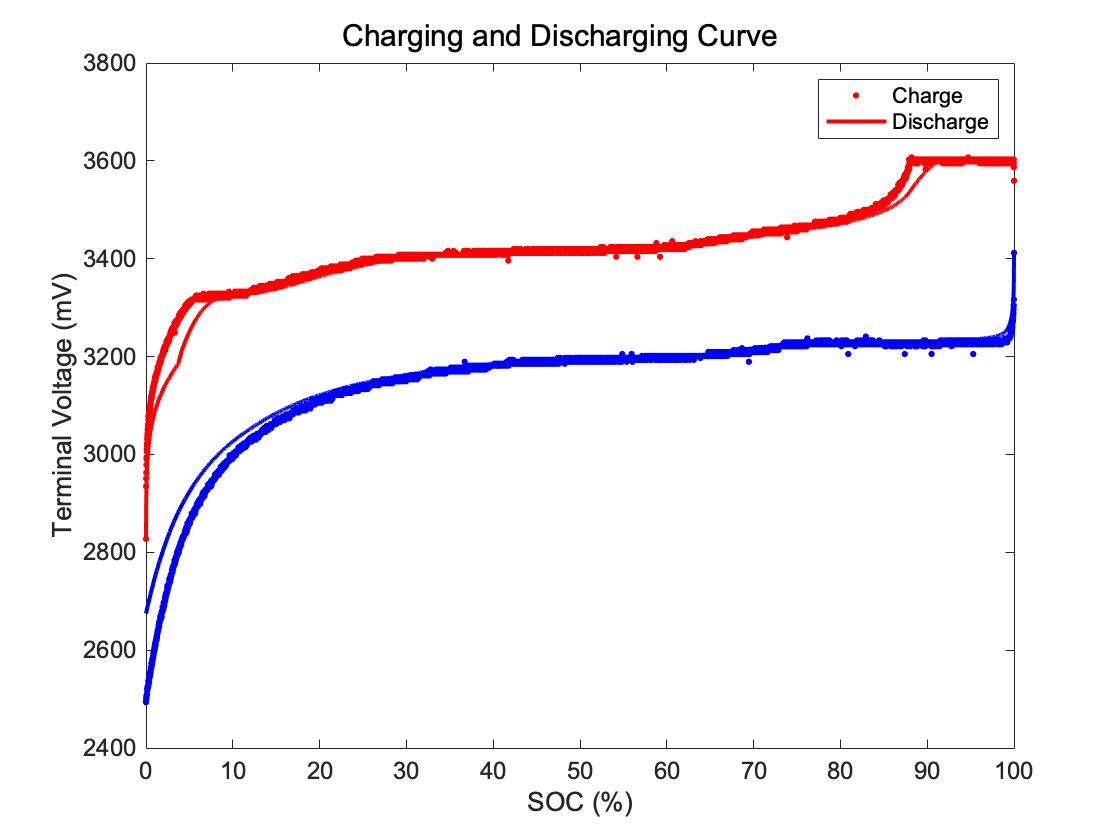 Charging and Discharging Curve
Charge
Discharge
3800
3600
3400
3200
3000
2800
2600
2400
Terminal Voltage (mV)
0 10 20 30 40 50 60 70 80 90 100
SOC (%)